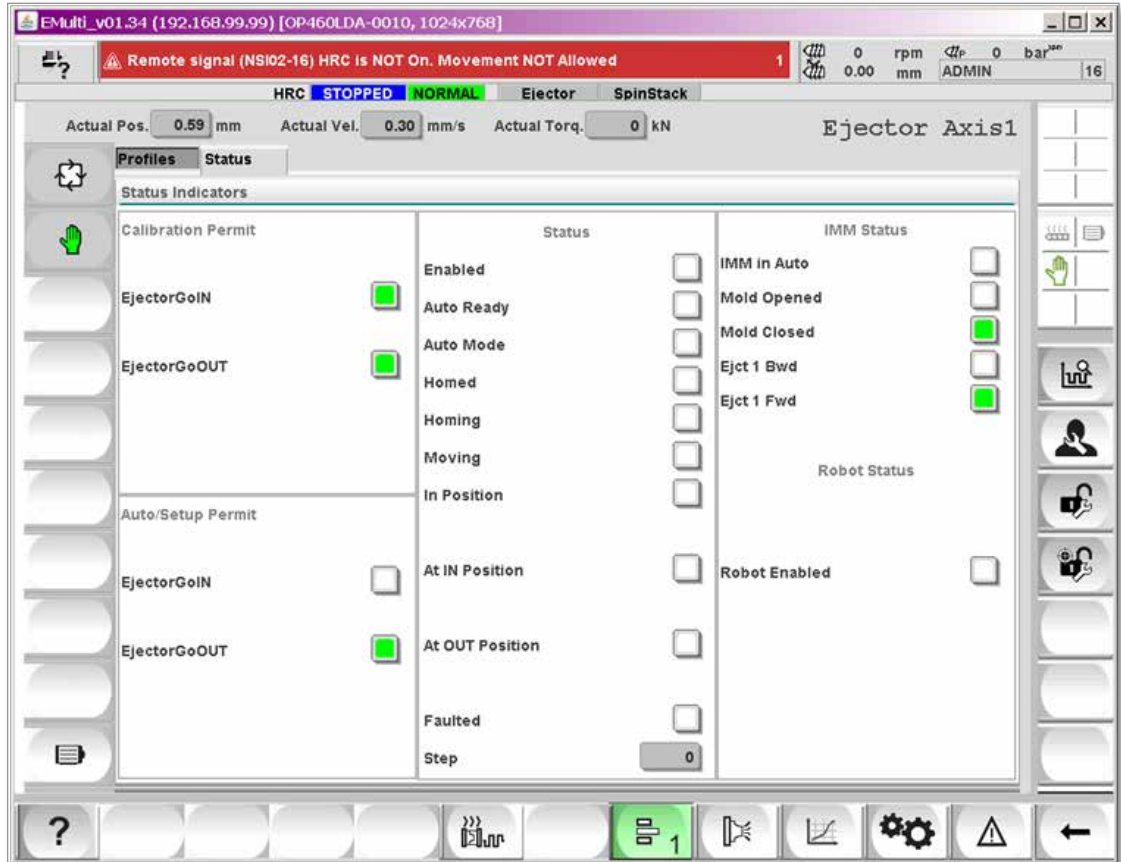 EMulti_v01.34 (192.168.99.99) [OP460LDA-0010, 1024x768]
Remote signal (NSI02-16) HRC is NOT On. Movement NOT Allowed 1
0 rpm 0 bar
0.00 mm ADMIN 16
HRC STOPPED NORMAL Ejector SpinStack
Actual Pos. 0.59 mm Actual Vel. 0.30 mm/s Actual Torq. 0 kN Ejector Axis1
Profiles Status
Status Indicators
Calibration Permit
EjectorGoIN
EjectorGoOUT
Auto/Setup Permit
EjectorGoIN
EjectorGoOUT
Status
Enabled
Auto Ready
Auto Mode
Homed
Homing
Moving
In Position
At IN Position
At OUT Position
Faulted
Step 0
IMM Status
IMM in Auto
Mold Opened
Mold Closed
Ejct 1 Bwd
Ejct 1 Fwd
Robot Status
Robot Enabled
? 1